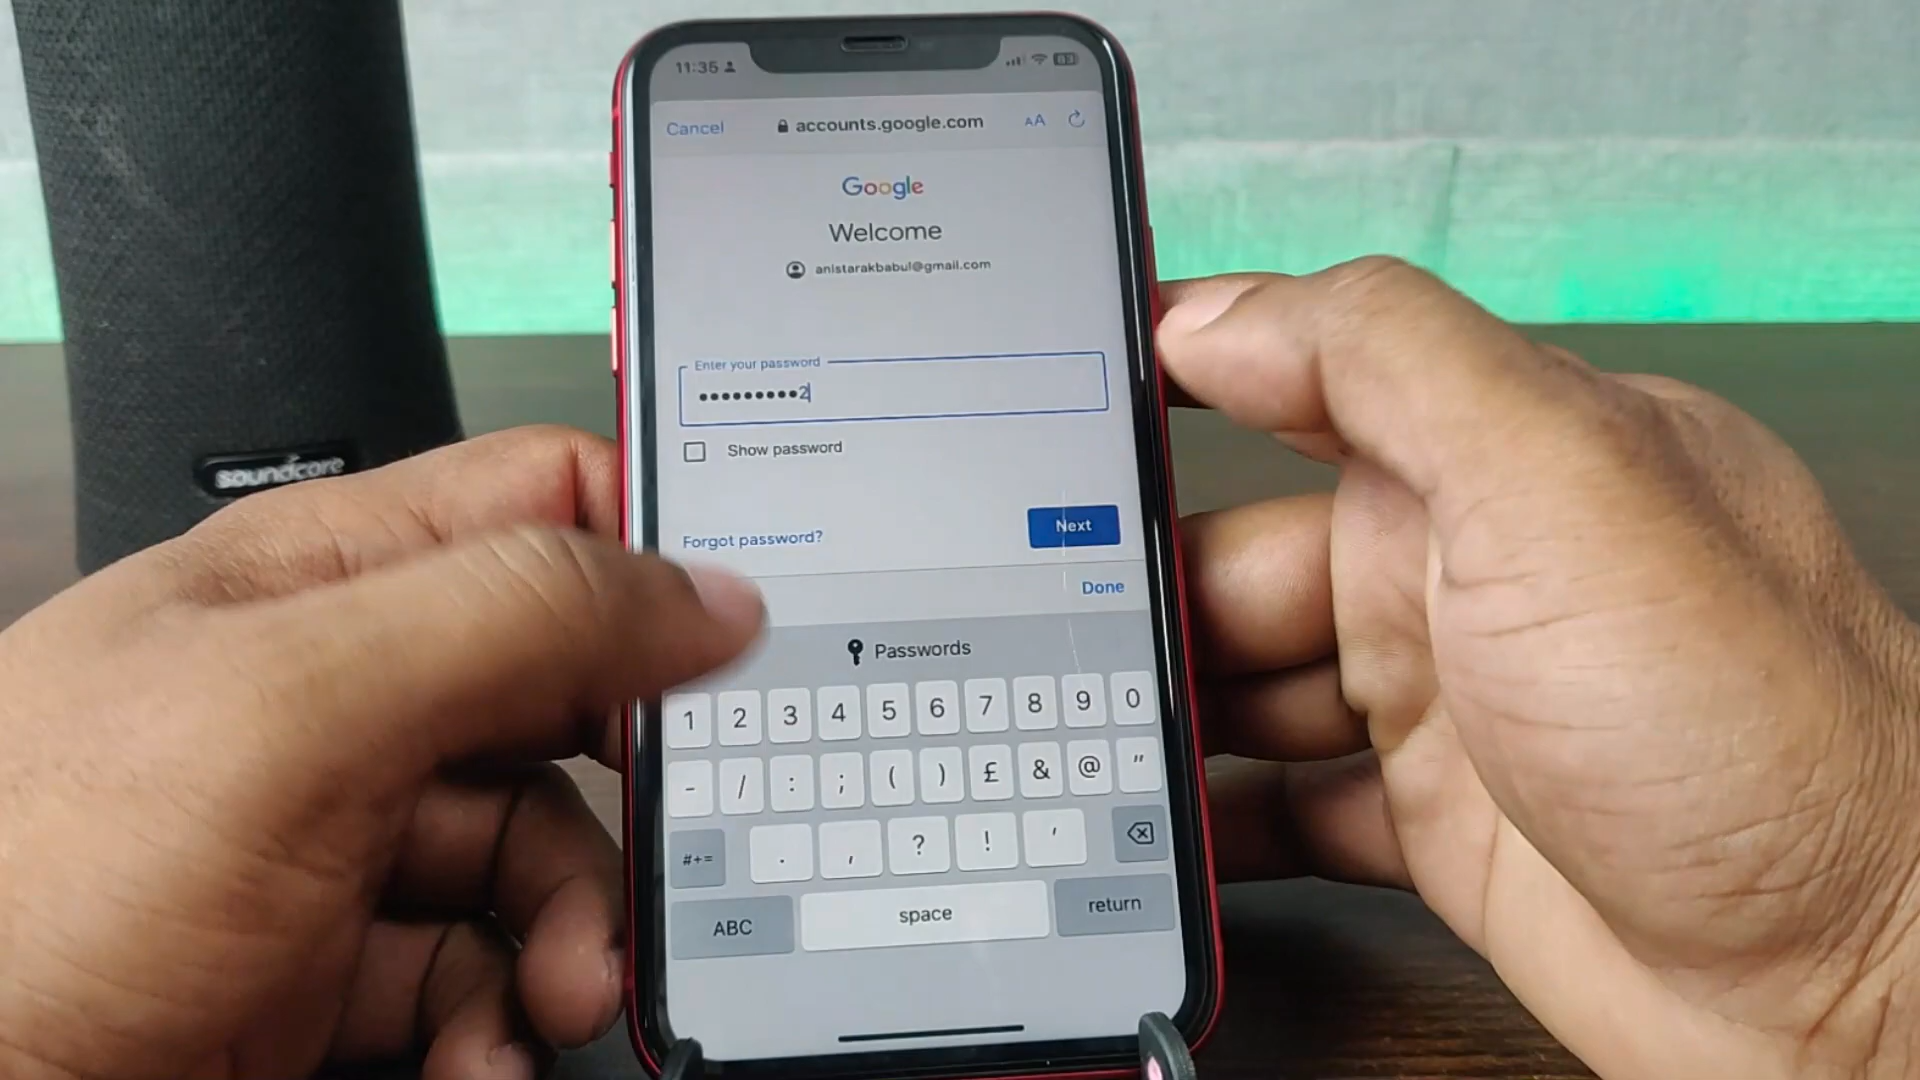 11:35
Cancel
accounts.google.com
AA
Google
Welcome
anistarakbabul@gmail.com
Enter your password
•••••••••2
Show password
Forgot password?
Next
Done
Passwords
1 2 3 4 5 6 7 8 9 0
- / : ; ( ) £ & @ "
#+= . , ? ! '
ABC space return
soundcore